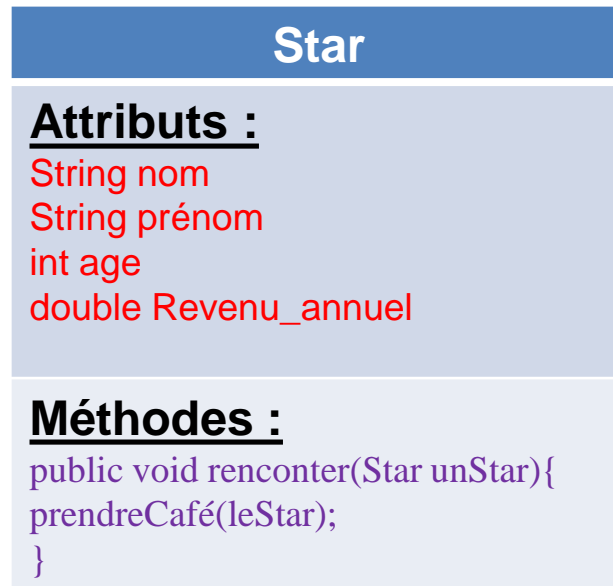 Star
Attributs :
String nom
String prénom
int age
double Revenu_annuel
Méthodes :
public void renconter(Star unStar){
prendreCafé(leStar);
}